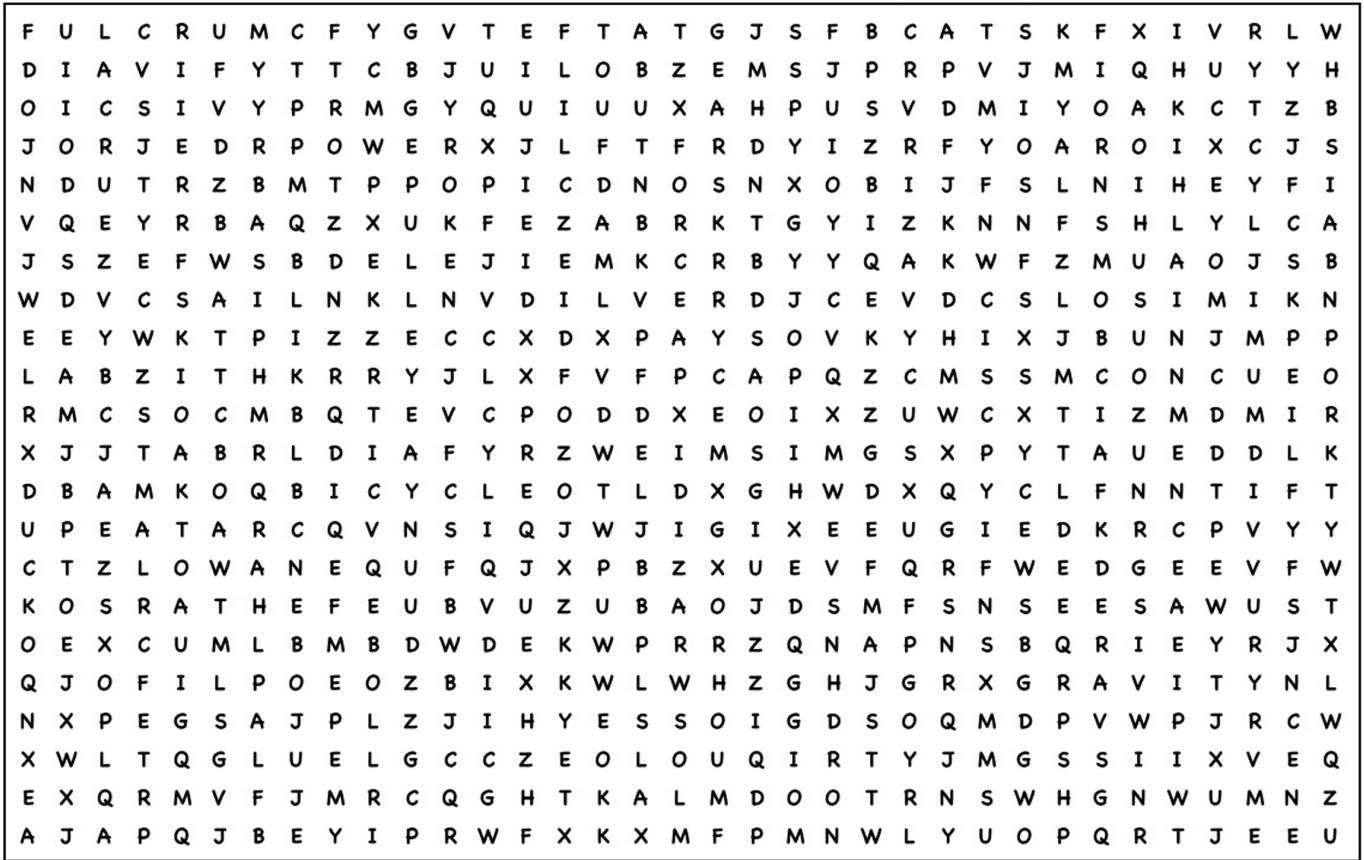 F U L C R U M C F Y G V T E F T A T G J S F B C A T S K F X I V R L W
D I A V I F Y T T C B J U I L O B Z E M S J P R P V J M I Q H U Y Y H
O I C S I V Y P R M G Y Q U I U U X A H P U S V D M I Y O A K C T Z B
J O R J E D R P O W E R X J L F T F R D Y I Z R F Y O A R O I X C J S
N D U T R Z B M T P P O P I C D N O S N X O B I J F S L N I H E Y F I
V Q E Y R B A Q Z X U K F E Z A B R K T G Y I Z K N N F S H L Y L C A
J S Z E F W S B D E L E J I E M K C R B Y Y Q A K W F Z M U A O J S B
W D V C S A I L N K L N V D I L V E R D J C E V D C S L O S I M I K N
E E Y W K T P I Z Z E C C X D X P A Y S O V K Y H I X J B U N J M P P
L A B Z I T H K R R Y J L X F V F P C A P Q Z C M S S M C O N C U E O
R M C S O C M B Q T E V C P O D D X E O I X Z U W C X T I Z M D M I R
X J J T A B R L D I A F Y R Z W E I M S I M G S X P Y T A U E D D L K
D B A M K O Q B I C Y C L E O T L D X G H W D X Q Y C L F N N T I F T
U P E A T A R C Q V N S I Q J W J I G I X E E U G I E D K R C P V Y Y
C T Z L O W A N E Q U F Q J X P B Z X U E V F Q R F W E D G E E V F W
K O S R A T H E F E U B V U Z U B A O J D S M F S N S E E S A W U S T
O E X C U M L B M B D W D E K W P R R Z Q N A P N S B Q R I E Y R J X
Q J O F I L P O E O Z B I X K W L W H Z G H J G R X G R A V I T Y N L
N X P E G S A J P L Z J I H Y E S S O I G D S O Q M D P V W P J R C W
X W L T Q G L U E L G C C Z E O L O U Q I R T Y J M G S S I I X V E Q
E X Q R M V F J M R C Q G H T K A L M D O O T R N S W H G N W U M N Z
A J A P Q J B E Y I P R W F X K X M F P M N W L Y U O P Q R T J E E U